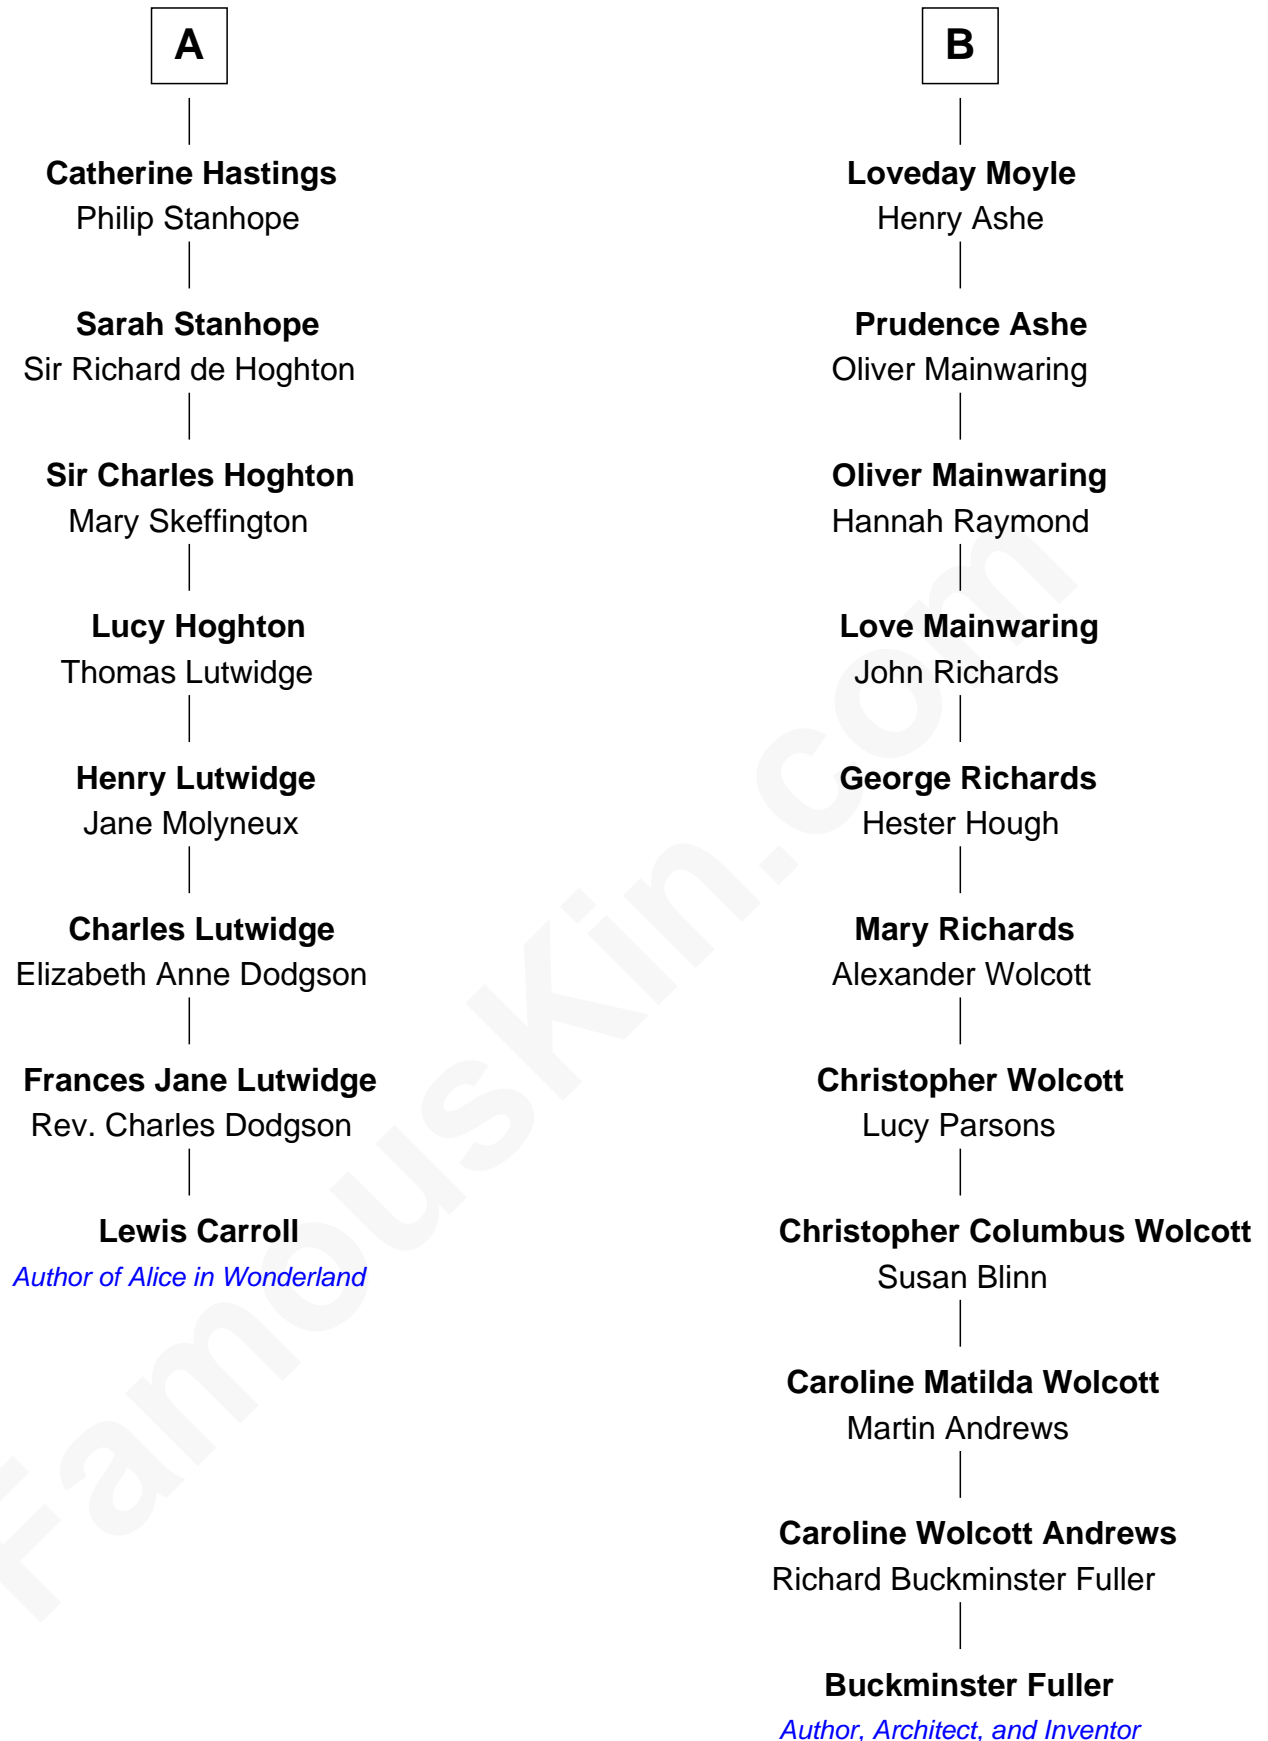 A
Catherine Hastings
Philip Stanhope
Sarah Stanhope
Sir Richard de Hoghton
Sir Charles Hoghton
Mary Skeffington
Lucy Hoghton
Thomas Lutwidge
Henry Lutwidge
Jane Molyneux
Charles Lutwidge
Elizabeth Anne Dodgson
Frances Jane Lutwidge
Rev. Charles Dodgson
Lewis Carroll
Author of Alice in Wonderland
B
Loveday Moyle
Henry Ashe
Prudence Ashe
Oliver Mainwaring
Oliver Mainwaring
Hannah Raymond
Love Mainwaring
John Richards
George Richards
Hester Hough
Mary Richards
Alexander Wolcott
Christopher Wolcott
Lucy Parsons
Christopher Columbus Wolcott
Susan Blinn
Caroline Matilda Wolcott
Martin Andrews
Caroline Wolcott Andrews
Richard Buckminster Fuller
Buckminster Fuller
Author, Architect, and Inventor
FamousKin.com